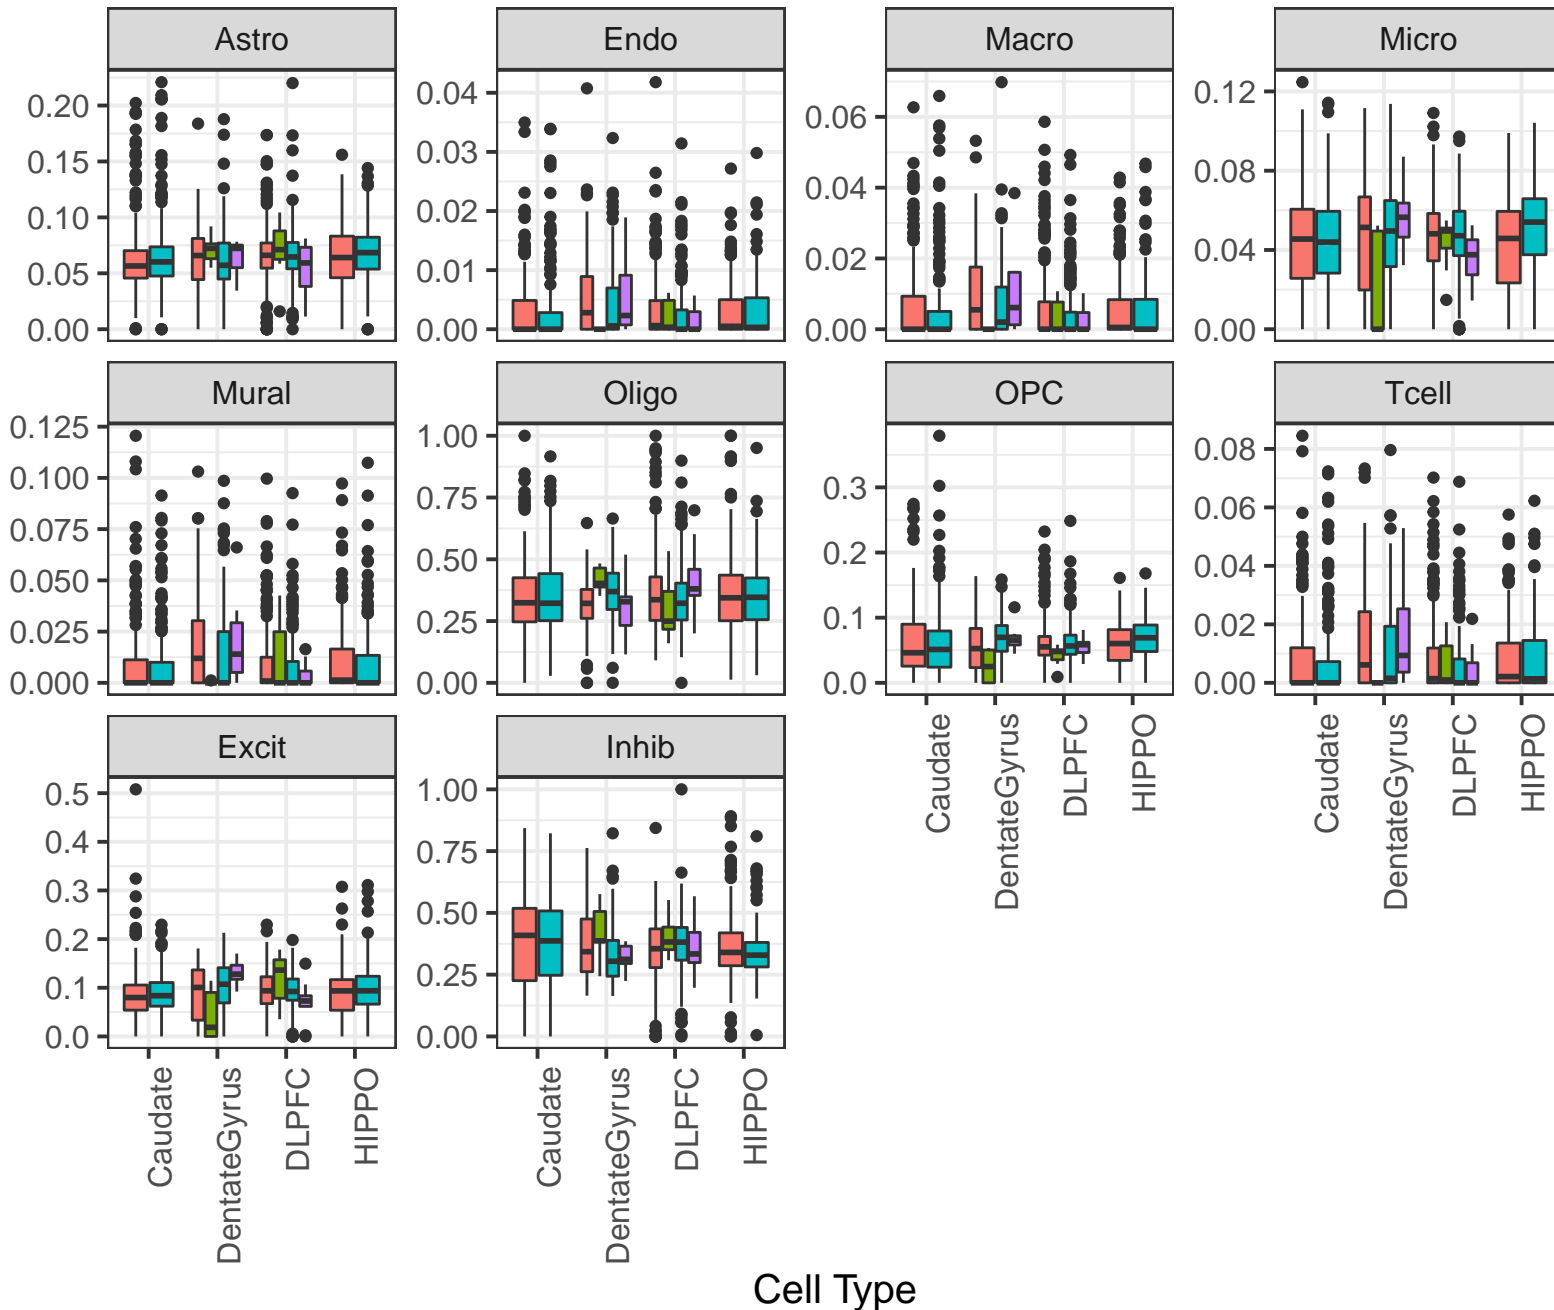 Astro Endo Macro Micro
0.20 0.04 0.06 0.12
0.15 0.03 0.04 0.08
0.10 0.02 0.02 0.04
0.05 0.01 0.00 0.00
0.00 0.00
Mural Oligo OPC Tcell
0.125 1.00 0.3 0.08
0.100 0.75 0.2 0.06
0.075 0.50 0.1 0.04
0.050 0.25 0.0 0.02
0.025 0.00 0.00
0.000
Caudate DentateGyrus DLPFC HIPPO Caudate DentateGyrus DLPFC HIPPO
Excit Inhib
0.5 1.00
0.4 0.75
0.3 0.50
0.2 0.25
0.1 0.00
0.0
Caudate DentateGyrus DLPFC HIPPO Caudate DentateGyrus DLPFC HIPPO
Cell Type